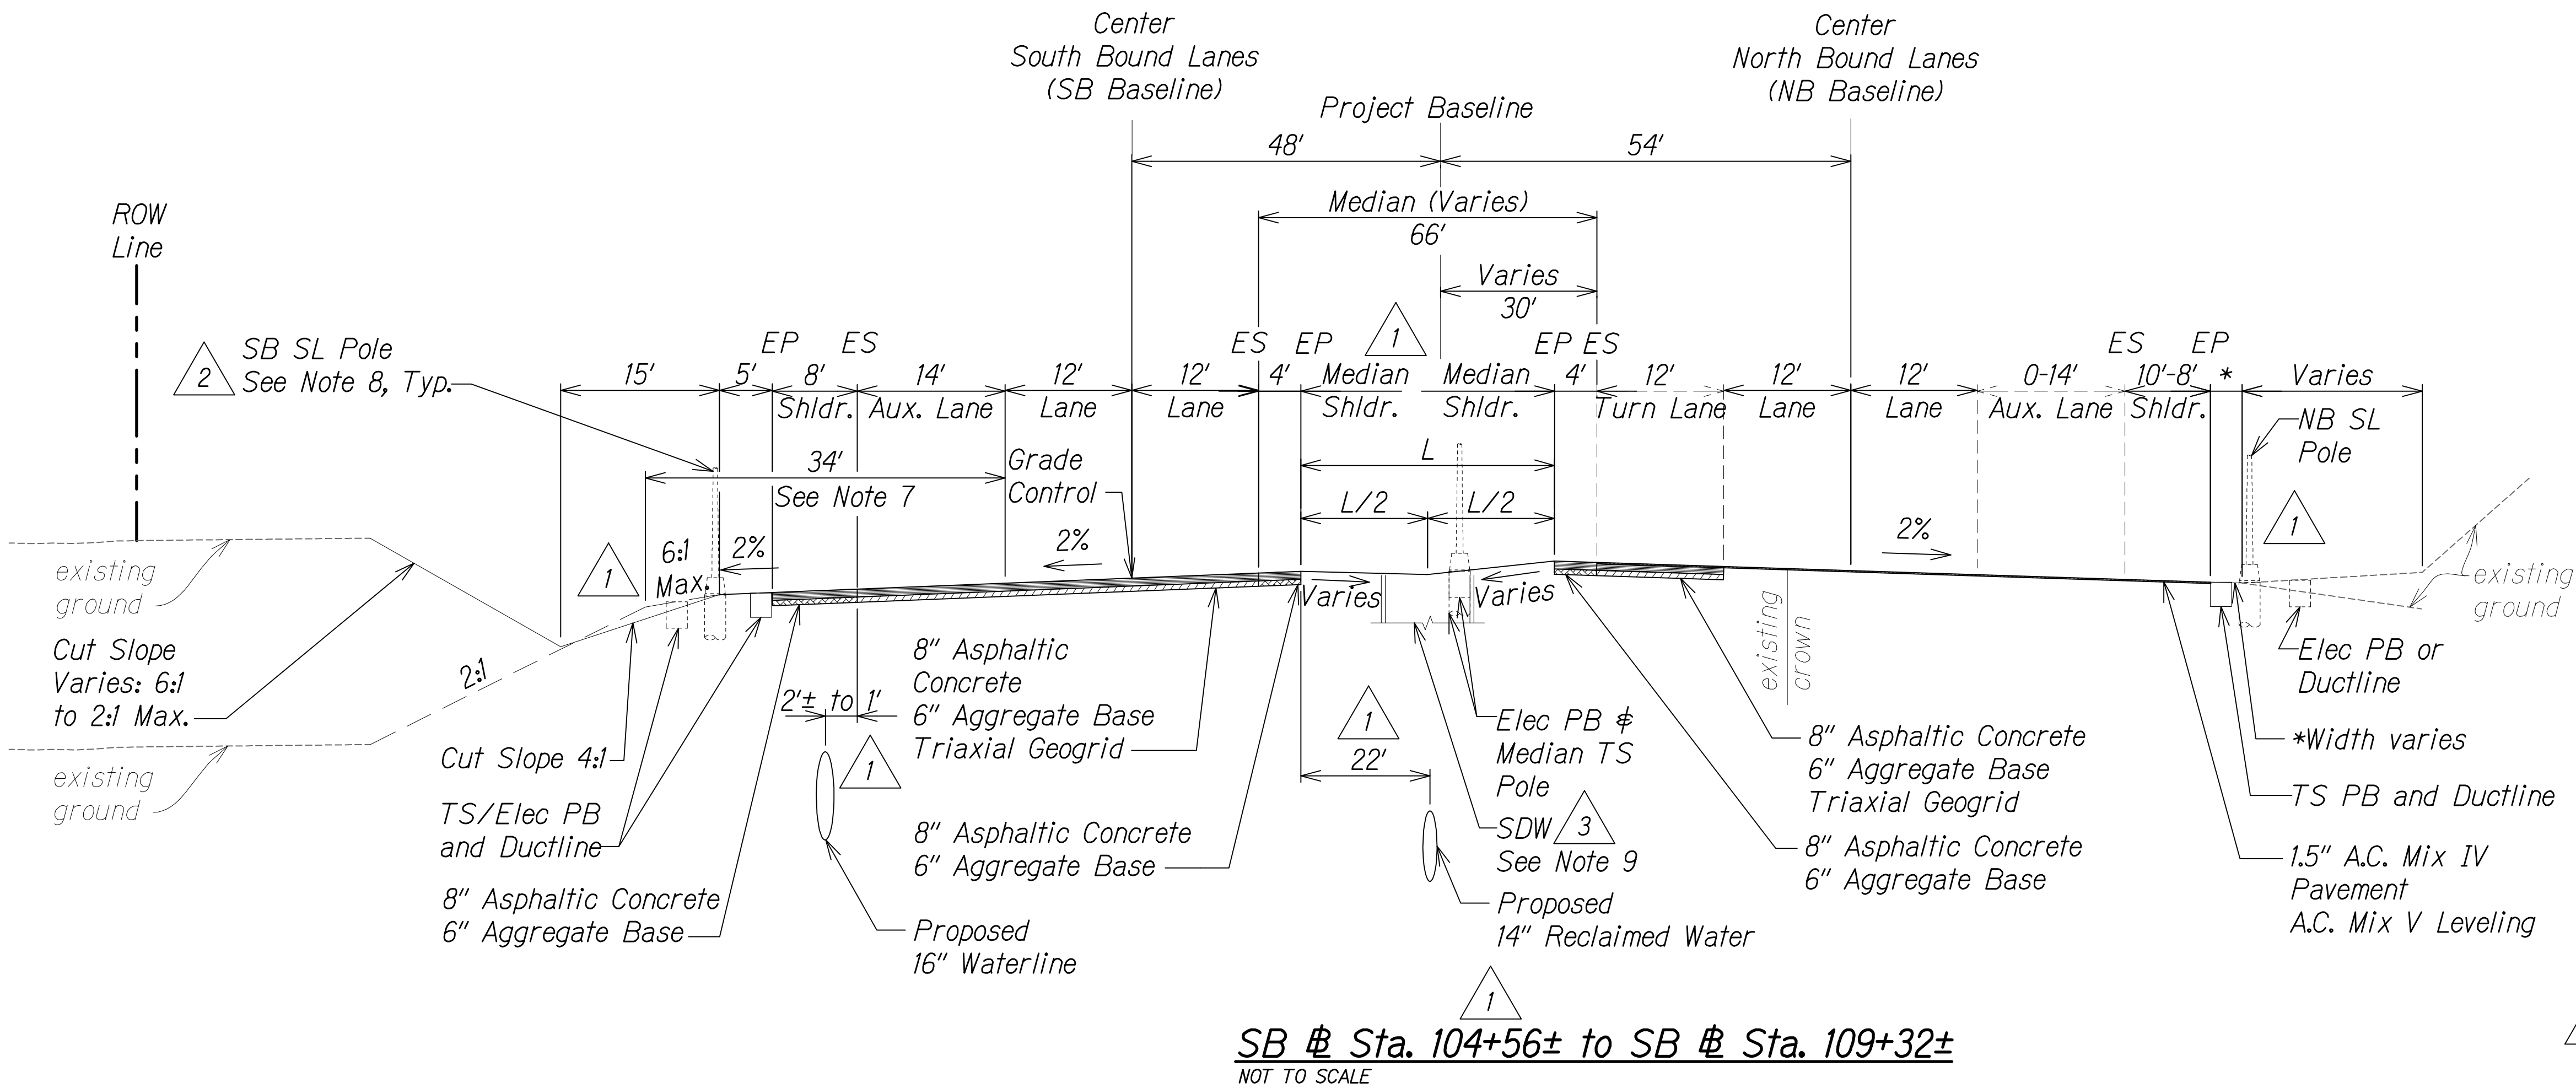 Center
South Bound Lanes
(SB Baseline)
Center
North Bound Lanes
(NB Baseline)
Project Baseline
48'
54'
Median (Varies)
66'
Varies
30'
ROW
Line
2
SB SL Pole
See Note 8, Typ.
1
EP
ES
ES
EP
EP
ES
ES
EP
15'
5'
8'
Shldr.
14'
Aux. Lane
12'
Lane
12'
Lane
4'
Median
Shldr.
Median
Shldr.
4'
12'
Turn Lane
12'
Lane
12'
Lane
0-14'
Aux. Lane
10'-8'
Shldr.
*
Varies
NB SL
Pole
34'
See Note 7
Grade
Control
L
L/2
L/2
1
6:1
Max.
2%
2%
2%
1
Varies
Varies
existing
ground
existing
ground
existing
crown
Cut Slope
Varies: 6:1
to 2:1 Max.
2:1
existing
ground
Cut Slope 4:1
TS/Elec PB
and Ductline
8" Asphaltic Concrete
6" Aggregate Base
2'± to 1'
1
8" Asphaltic
Concrete
6" Aggregate Base
Triaxial Geogrid
8" Asphaltic Concrete
6" Aggregate Base
Proposed
16" Waterline
1
22'
Elec PB &
Median TS
Pole
SDW
3
See Note 9
Proposed
14" Reclaimed Water
8" Asphaltic Concrete
6" Aggregate Base
Triaxial Geogrid
8" Asphaltic Concrete
6" Aggregate Base
Elec PB or
Ductline
*Width varies
TS PB and Ductline
1.5" A.C. Mix IV
Pavement
A.C. Mix V Leveling
1
SB BL Sta. 104+56± to SB BL Sta. 109+32±
NOT TO SCALE